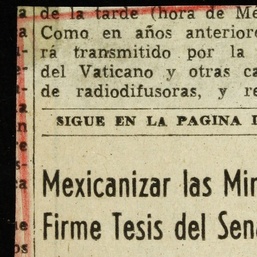 de la tarde (hora de Mé
Como en años anteriore
rá transmitido por la
del Vaticano y otras ca
de radiodifusoras, y re
SIGUE EN LA PAGINA
Mexicanizar las Min
Firme Tesis del Sena